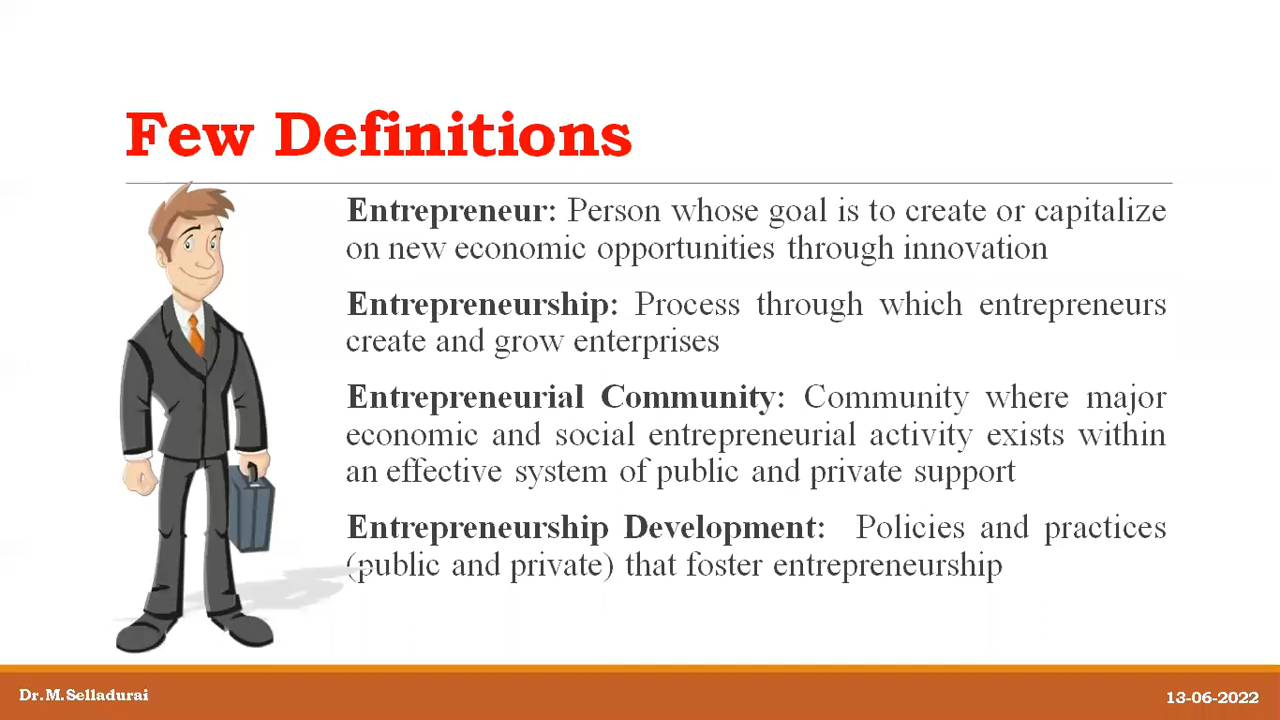 Few Definitions
Entrepreneur: Person whose goal is to create or capitalize
on new economic opportunities through innovation
Entrepreneurship: Process through which entrepreneurs
create and grow enterprises
Entrepreneurial Community: Community where major
economic and social entrepreneurial activity exists within
an effective system of public and private support
Entrepreneurship Development: Policies and practices
(public and private) that foster entrepreneurship
Dr.M.Selladurai
13-06-2022